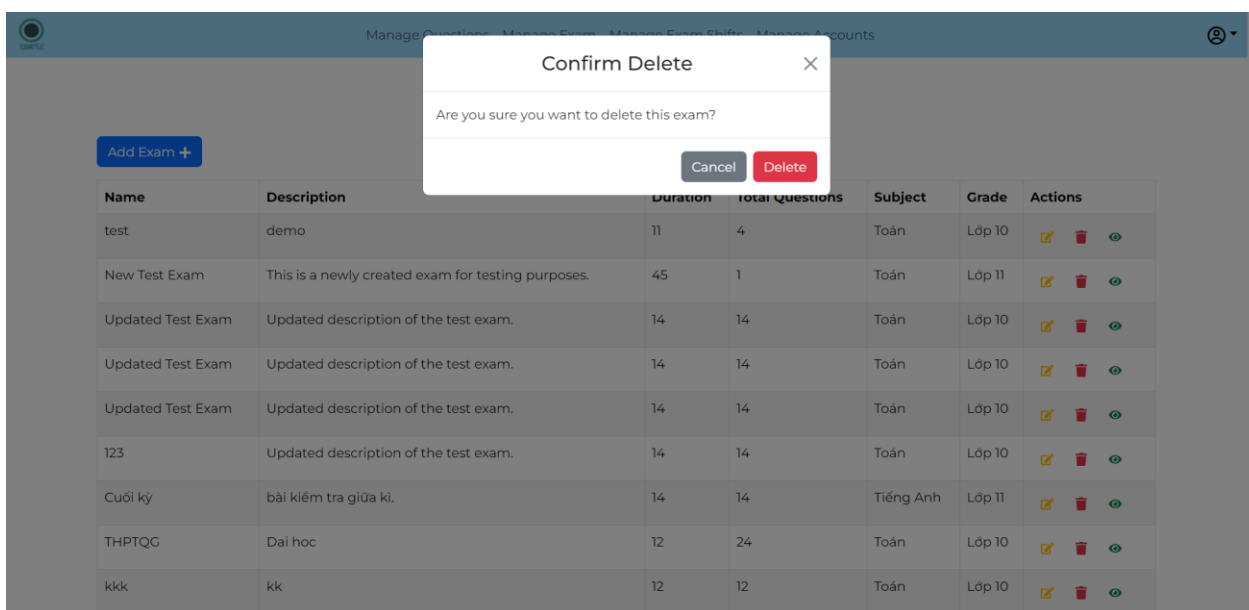 Manage Questions Manage Exam Manage Exam Shifts Manage Accounts
Confirm Delete
Are you sure you want to delete this exam?
Cancel Delete
Add Exam
Name Description Duration Total Questions Subject Grade Actions
test demo 11 4 Toán Lớp 10
New Test Exam This is a newly created exam for testing purposes. 45 1 Toán Lớp 11
Updated Test Exam Updated description of the test exam. 14 14 Toán Lớp 10
Updated Test Exam Updated description of the test exam. 14 14 Toán Lớp 10
Updated Test Exam Updated description of the test exam. 14 14 Toán Lớp 10
123 Updated description of the test exam. 14 14 Toán Lớp 10
Cuối kỳ bài kiểm tra giữa kì. 14 14 Tiếng Anh Lớp 11
THPTQG Dai hoc 12 24 Toán Lớp 10
kkk kk 12 12 Toán Lớp 10